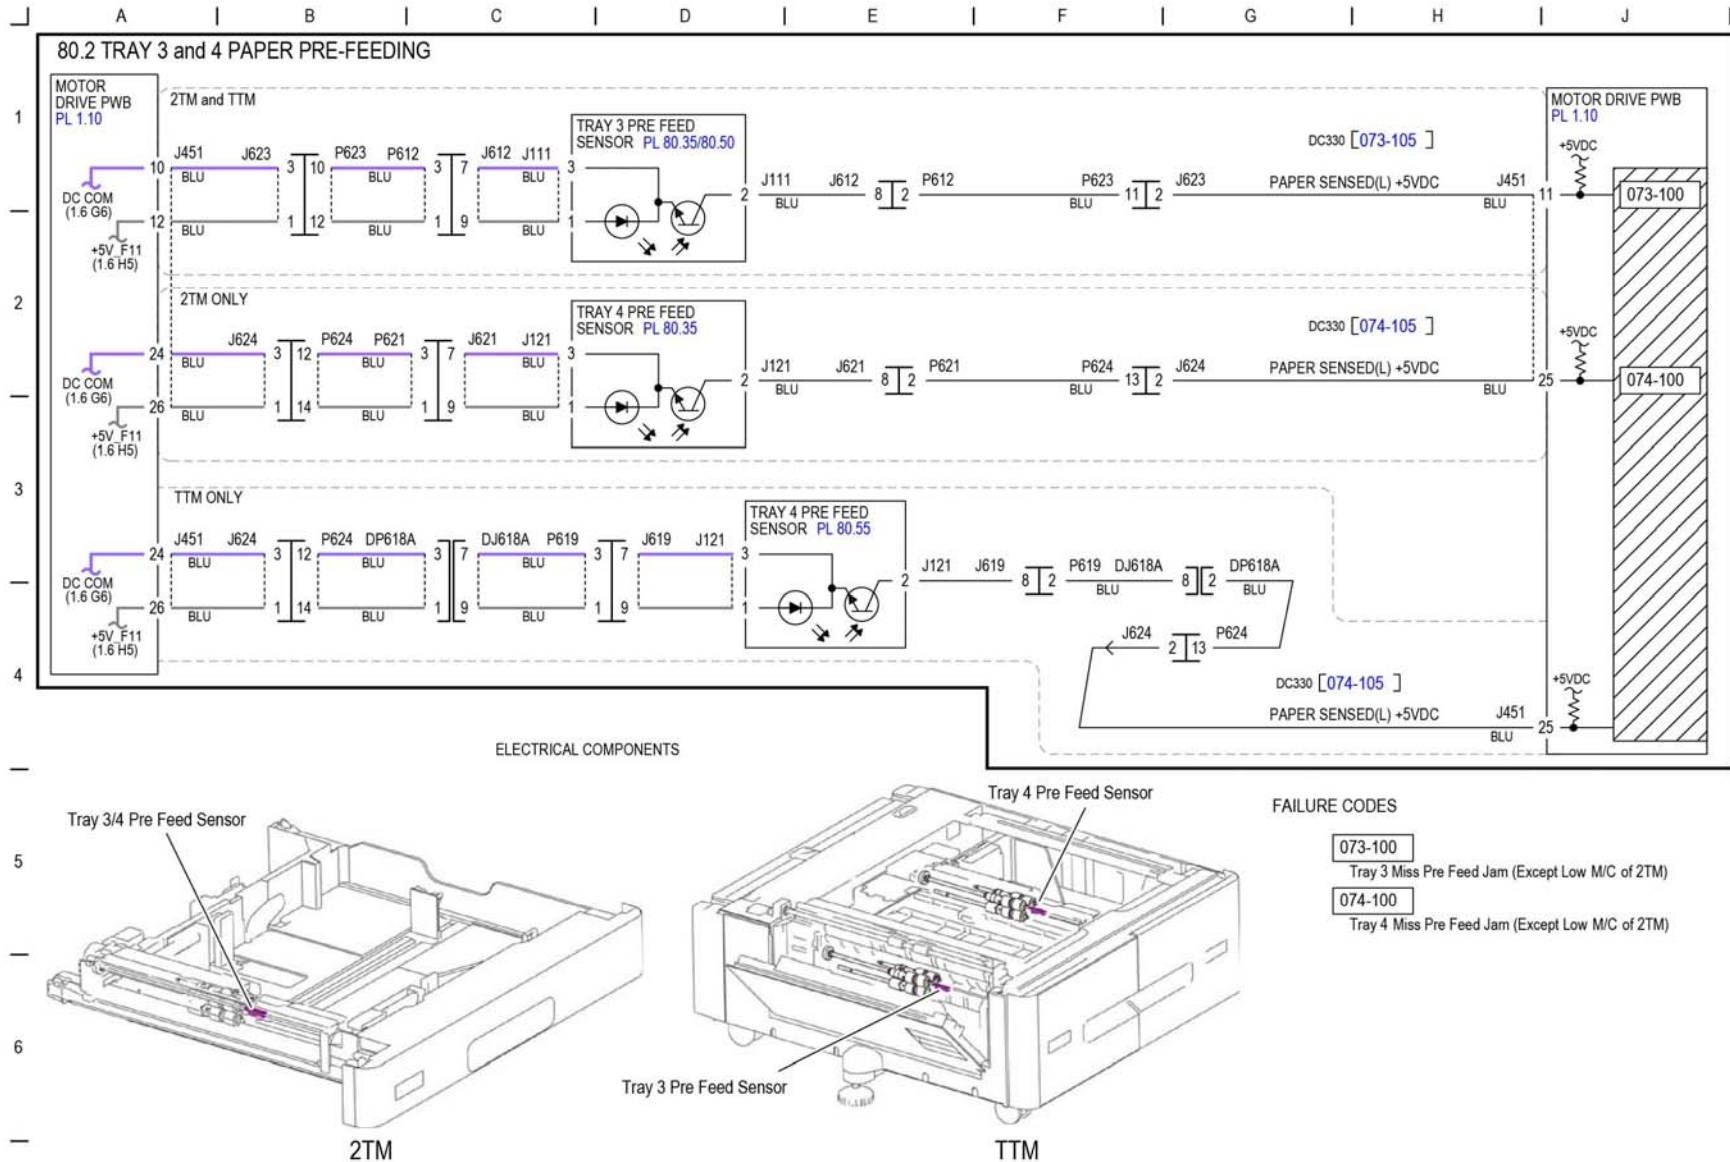 A B C D E F G H J
80.2 TRAY 3 and 4 PAPER PRE-FEEDING
1
MOTOR
DRIVE PWB
PL 1.10
2TM and TTM
TRAY 3 PRE FEED
SENSOR PL 80.35/80.50
MOTOR DRIVE PWB
PL 1.10
DC330 [073-105 ]
+5VDC
10 J451 J623 3 10 P623 P612 3 7 J612 J111 3
BLU BLU BLU
DC COM
(1.6 G6)
2 J111 J612 8 2 P612 P623 11 2 J623 PAPER SENSED(L) +5VDC J451 11 073-100
BLU BLU BLU
12 1 12 1 9 1
BLU BLU BLU
+5V_F11
(1.6 H5)
2
2TM ONLY
TRAY 4 PRE FEED
SENSOR PL 80.35
DC330 [074-105 ]
+5VDC
24 J624 3 12 P624 P621 3 7 J621 J121 3
BLU BLU BLU
DC COM
(1.6 G6)
2 J121 J621 8 2 P621 P624 13 2 J624 PAPER SENSED(L) +5VDC 25 074-100
BLU BLU BLU
26 1 14 1 9 1
BLU BLU BLU
+5V_F11
(1.6 H5)
3
TTM ONLY
TRAY 4 PRE FEED
SENSOR PL 80.55
24 J451 J624 3 12 P624 DP618A 3 7 DJ618A P619 3 7 J619 J121 3
BLU BLU BLU
DC COM
(1.6 G6)
2 J121 J619 8 2 P619 DJ618A 8 2 DP618A
BLU BLU
26 1 14 1 9 1 9 1
BLU BLU BLU
+5V_F11
(1.6 H5)
J624 2 13 P624
4
DC330 [074-105 ]
+5VDC
PAPER SENSED(L) +5VDC J451 25
BLU
ELECTRICAL COMPONENTS
Tray 3/4 Pre Feed Sensor
Tray 4 Pre Feed Sensor
FAILURE CODES
5
073-100
Tray 3 Miss Pre Feed Jam (Except Low M/C of 2TM)
074-100
Tray 4 Miss Pre Feed Jam (Except Low M/C of 2TM)
6
Tray 3 Pre Feed Sensor
2TM
TTM